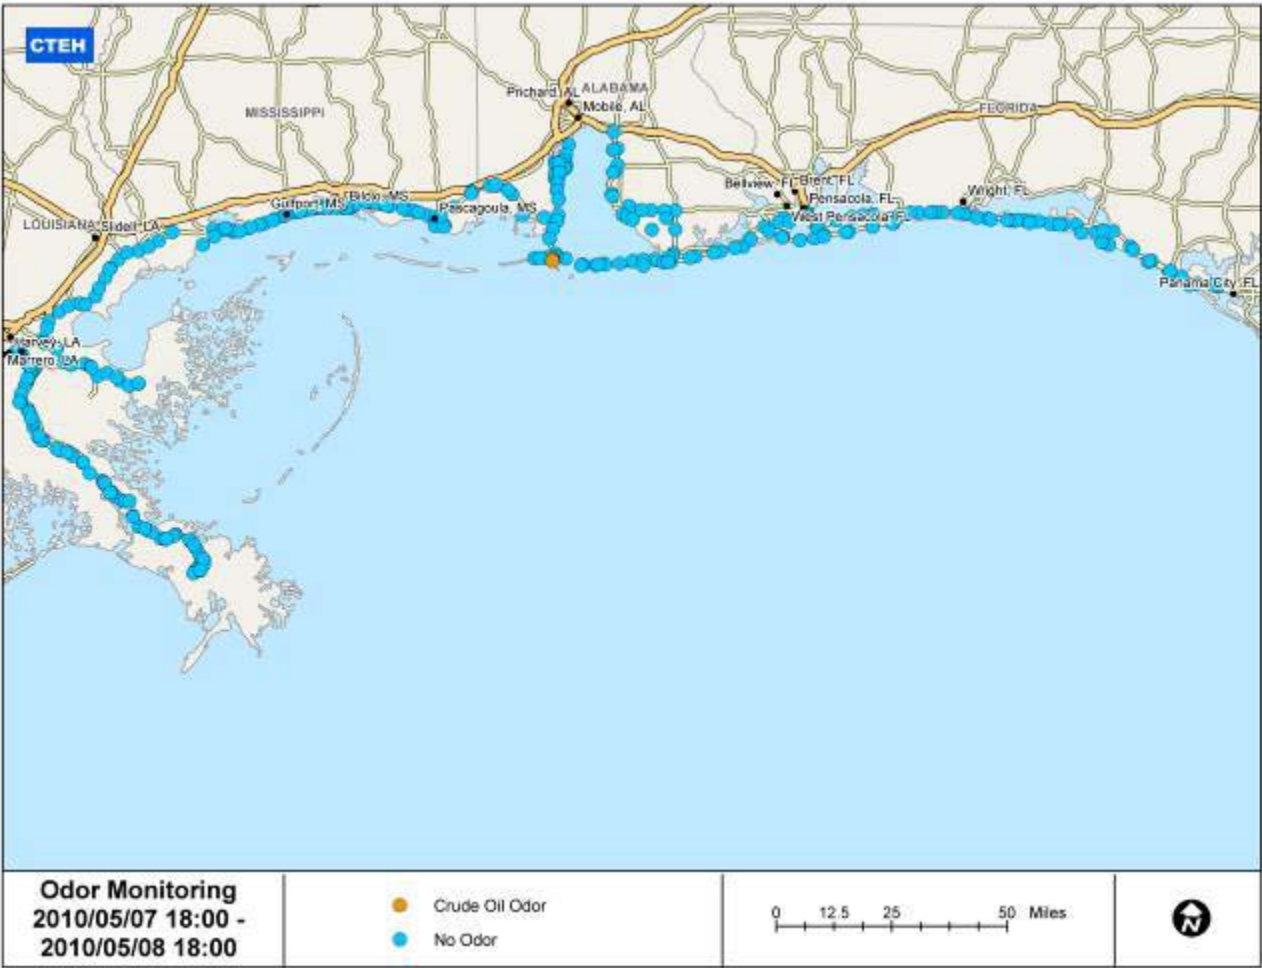 CTEH
Prichard, AL
ALABAMA
Mobile, AL
MISSISSIPPI
FLORIDA
Bellview, FL
Brent, FL
Wright, FL
Pensacola, FL
Biloxi, MS
Gulfport, MS
Pascagoula, MS
West Pensacola, FL
LOUISIANA
Slidell, LA
Panama City, FL
Harvey, LA
Marrero, LA
Odor Monitoring
2010/05/07 18:00 -
2010/05/08 18:00
Crude Oil Odor
No Odor
0 12.5 25 50 Miles
N